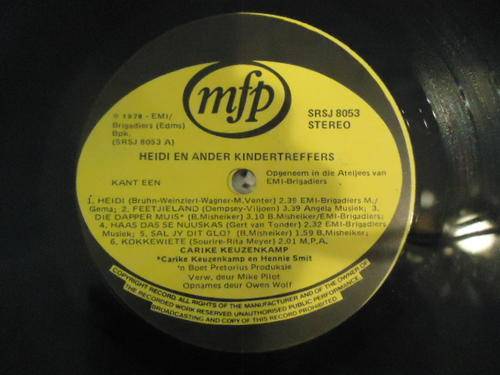 mfp
℗ 1978 - EMI/
Brigadiers (Edms)
Bpk.
(SRSJ 8053 A)
SRSJ 8053
STEREO
HEIDI EN ANDER KINDERTREFFERS
KANT EEN
Opgeneem in die Ateljees van
EMI-Brigadiers
1. HEIDI (Bruhn-Weinzierl-Wagner-M.Venter) 2.39 EMI-Brigadiers M./
Gema; 2. FEETJIELAND (Dempsey-Viljoen) 3.39 Angela Musiek; 3.
DIE DAPPER MUIS* (B.Misheiker) 3.10 B.Misheiker/EMI-Brigadiers;
4. HAAS DAS SE NUUSKAS (Gert van Tonder) 2.32 EMI-Brigadiers
Musiek; 5. SAL JY DIT GLO? (B.Misheiker) 1.59 B.Misheiker;
6. KOKKEWIETE (Sourire-Rita Meyer) 2.01 M.P.A.
CARIKE KEUZENKAMP
*Carike Keuzenkamp en Hennie Smit
'n Boet Pretorius Produksie
Verw, deur Mike Pilot
Opnames deur Owen Wolf
COPYRIGHT RECORD ALL RIGHTS OF THE MANUFACTURER AND OF THE OWNER OF
THE RECORDED WORK RESERVED UNAUTHORISED PUBLIC PERFORMANCE
BROADCASTING AND COPYING OF THIS RECORD PROHIBITED.